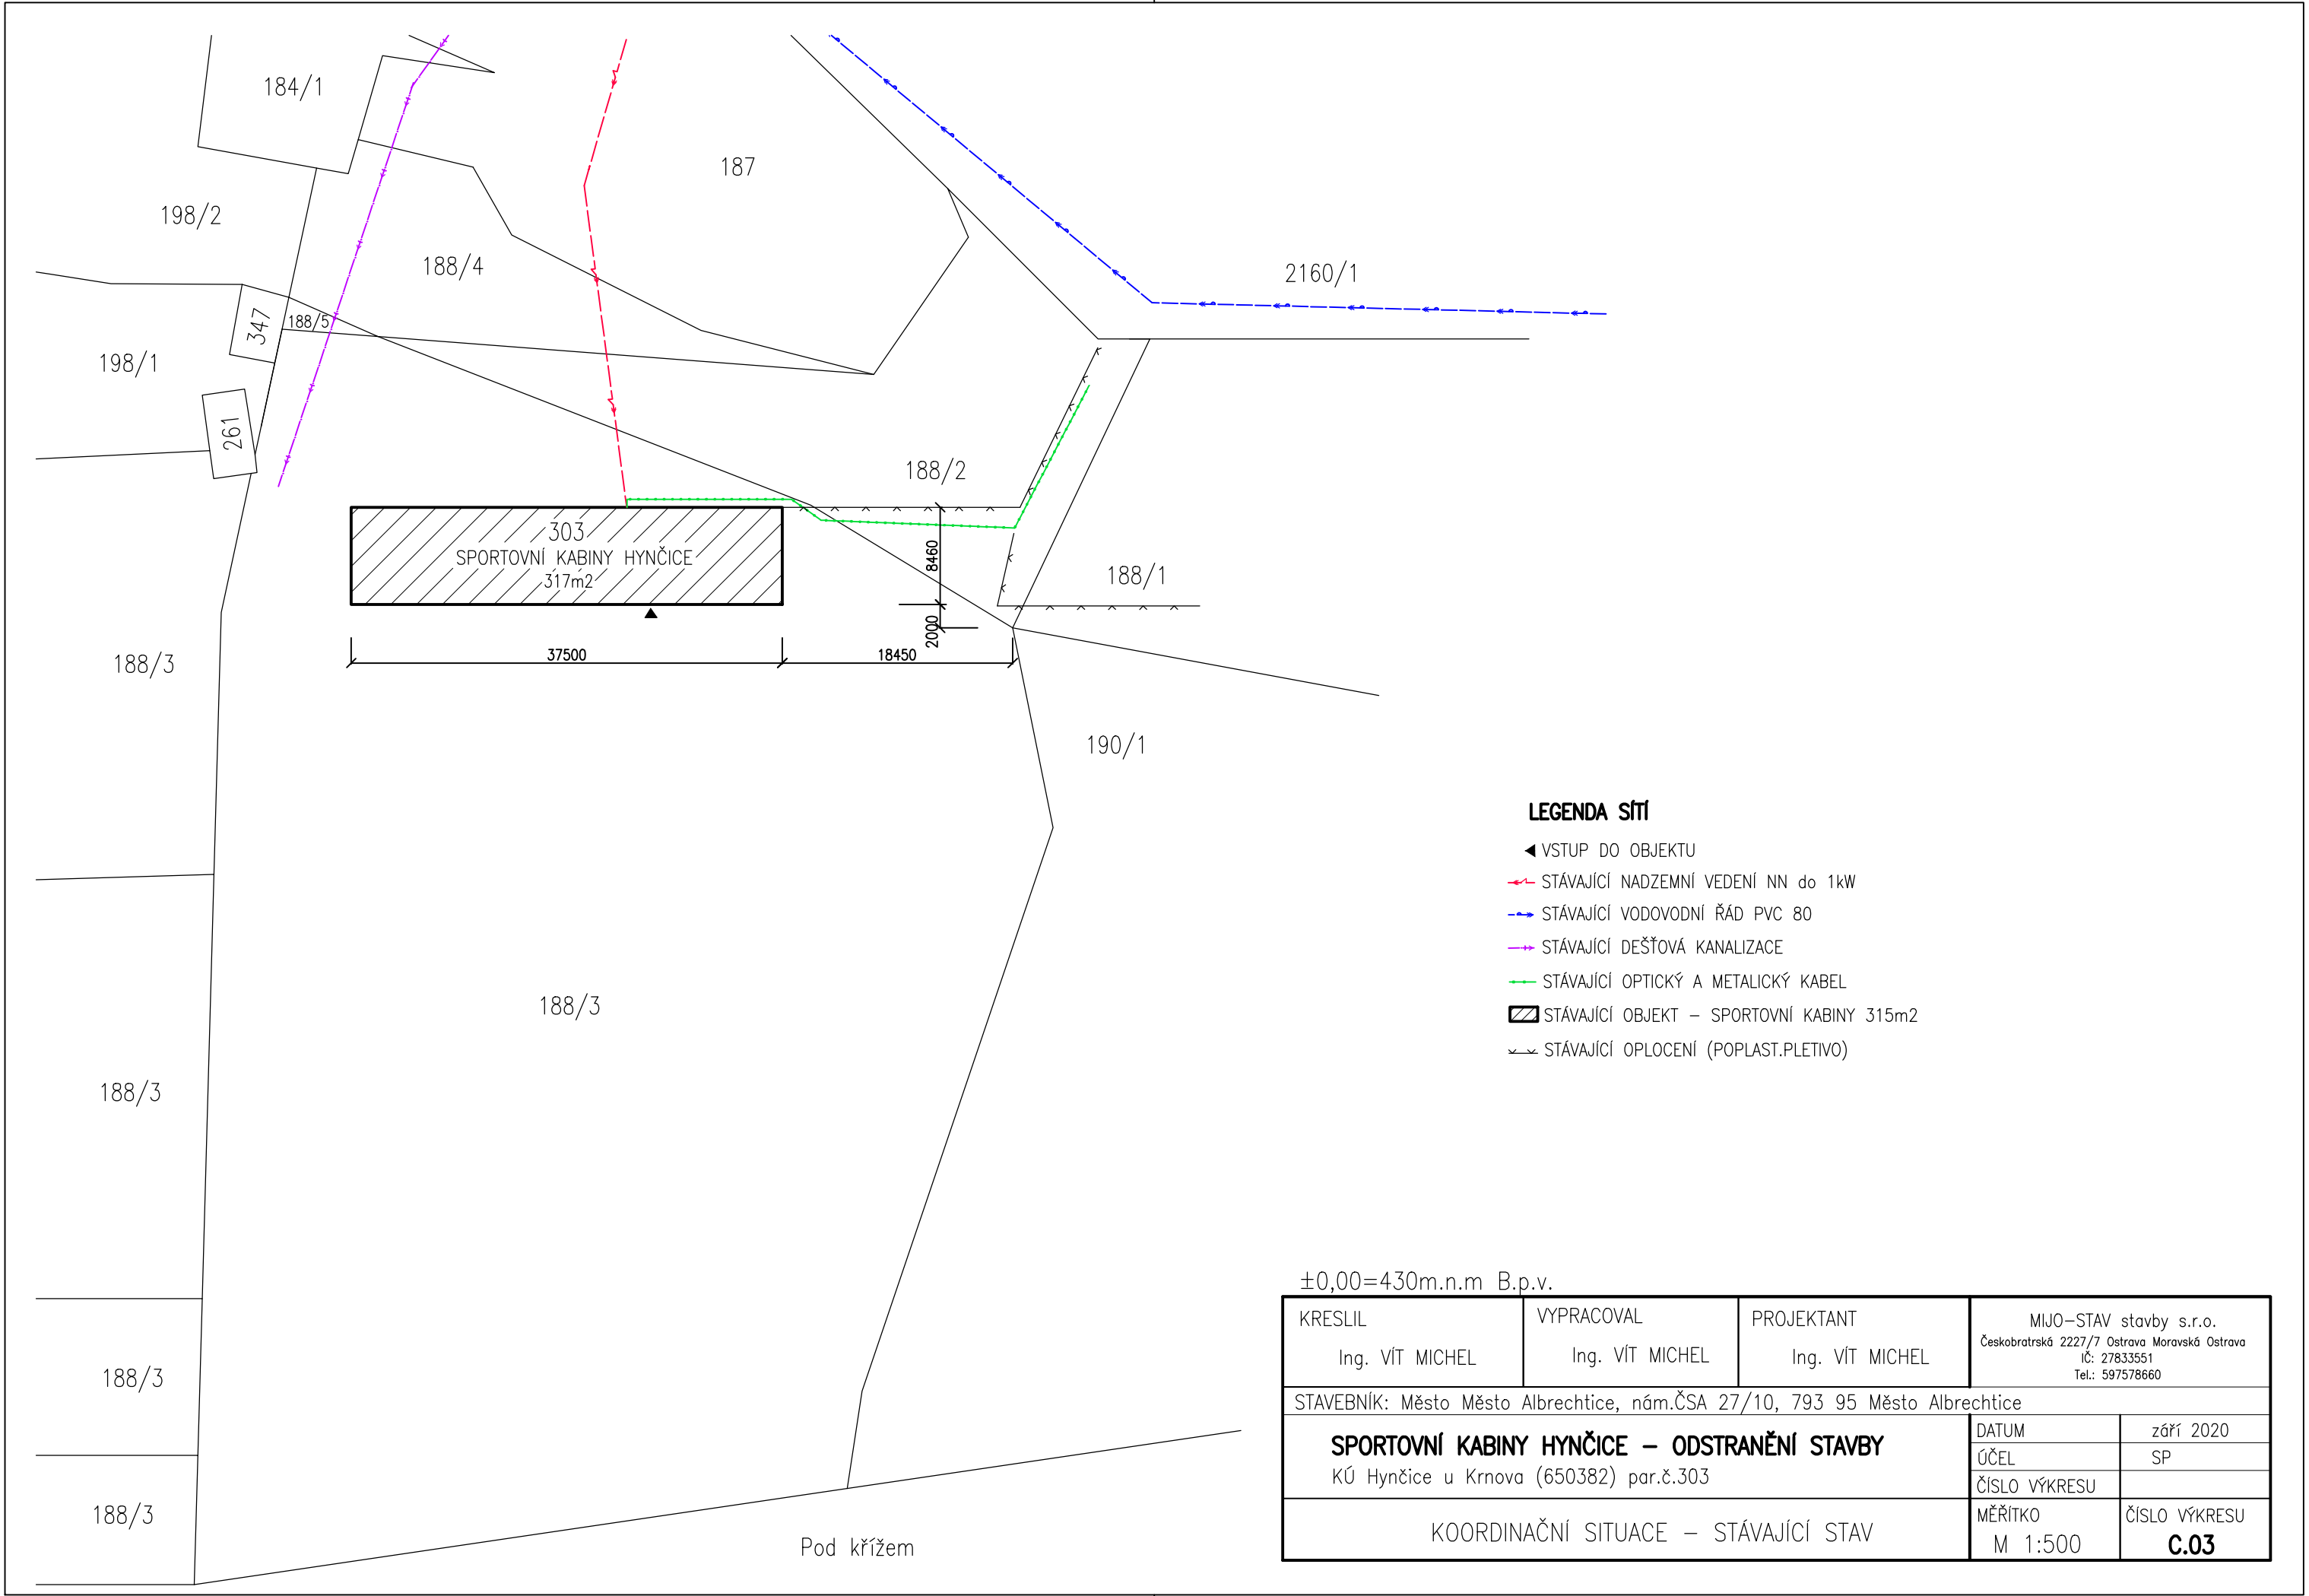 184/1
187
198/2
188/4
2160/1
347
188/5
198/1
261
188/2
303
SPORTOVNÍ KABINY HYNČICE
317m2
8460
188/1
2000
37500
18450
188/3
190/1
LEGENDA SÍTÍ
VSTUP DO OBJEKTU
STÁVAJÍCÍ NADZEMNÍ VEDENÍ NN do 1kW
STÁVAJÍCÍ VODOVODNÍ ŘÁD PVC 80
STÁVAJÍCÍ DEŠŤOVÁ KANALIZACE
STÁVAJÍCÍ OPTICKÝ A METALICKÝ KABEL
STÁVAJÍCÍ OBJEKT – SPORTOVNÍ KABINY 315m2
STÁVAJÍCÍ OPLOCENÍ (POPLAST.PLETIVO)
188/3
188/3
188/3
188/3
Pod křížem
±0,00=430m.n.m B.p.v.
KRESLIL
Ing. VÍT MICHEL
VYPRACOVAL
Ing. VÍT MICHEL
PROJEKTANT
Ing. VÍT MICHEL
MIJO–STAV stavby s.r.o.
Českobratrská 2227/7 Ostrava Moravská Ostrava
IČ: 27833551
Tel.: 597578660
STAVEBNÍK: Město Město Albrechtice, nám.ČSA 27/10, 793 95 Město Albrechtice
SPORTOVNÍ KABINY HYNČICE – ODSTRANĚNÍ STAVBY
KÚ Hynčice u Krnova (650382) par.č.303
DATUM
září 2020
ÚČEL
SP
ČÍSLO VÝKRESU
KOORDINAČNÍ SITUACE – STÁVAJÍCÍ STAV
MĚŘÍTKO
M 1:500
ČÍSLO VÝKRESU
C.03